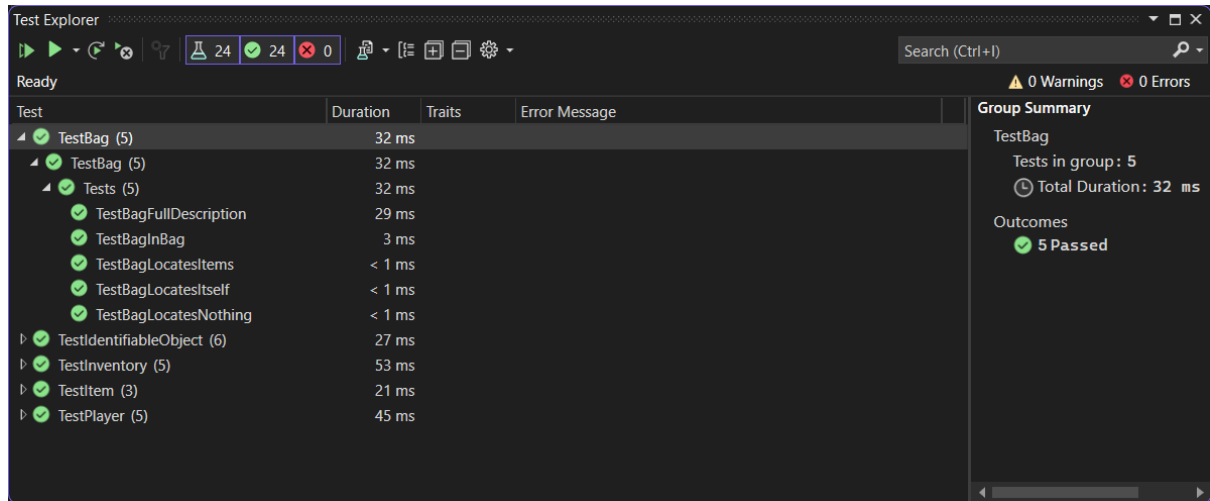 Test Explorer
24 24 0 Search (Ctrl+I)
Ready 0 Warnings 0 Errors
Test Duration Traits Error Message Group Summary
TestBag (5) 32 ms
TestBag (5) 32 ms
Tests (5) 32 ms
TestBagFullDescription 29 ms
TestBagInBag 3 ms
TestBagLocatesItems < 1 ms
TestBagLocatesItself < 1 ms
TestBagLocatesNothing < 1 ms
TestIdentifiableObject (6) 27 ms
TestInventory (5) 53 ms
TestItem (3) 21 ms
TestPlayer (5) 45 ms
TestBag
Tests in group: 5
Total Duration: 32 ms
Outcomes
5 Passed